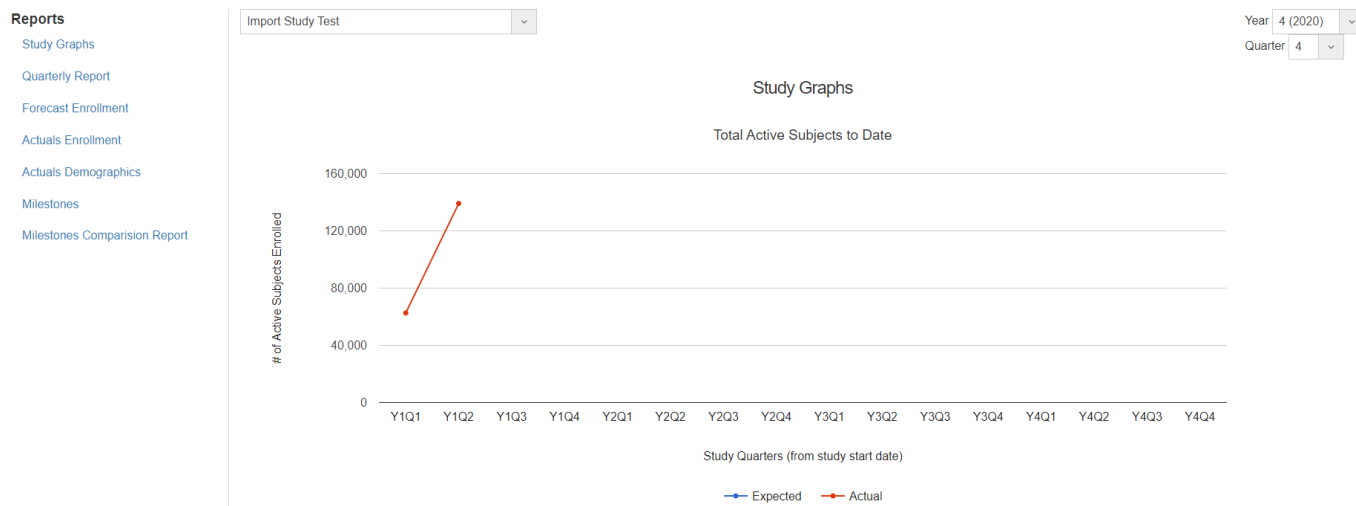 Reports
Study Graphs
Quarterly Report
Forecast Enrollment
Actuals Enrollment
Actuals Demographics
Milestones
Milestones Comparision Report
Import Study Test
Year 4 (2020)
Quarter 4
Study Graphs
Total Active Subjects to Date
# of Active Subjects Enrolled
160,000
120,000
80,000
40,000
0
Y1Q1 Y1Q2 Y1Q3 Y1Q4 Y2Q1 Y2Q2 Y2Q3 Y2Q4 Y3Q1 Y3Q2 Y3Q3 Y3Q4 Y4Q1 Y4Q2 Y4Q3 Y4Q4
Study Quarters (from study start date)
Expected Actual